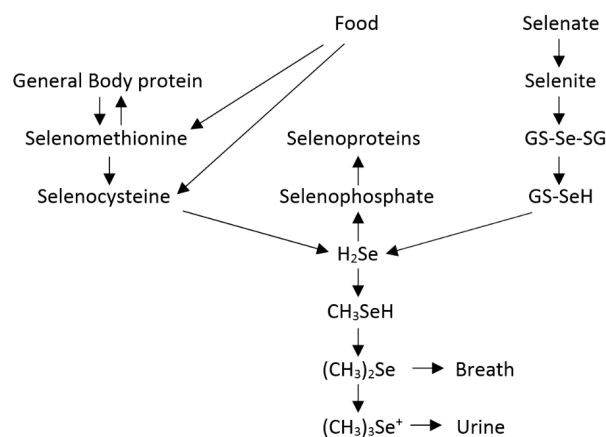 Food
Selenate
General Body protein
Selenite
Selenomethionine
Selenoproteins
GS-Se-SG
Selenocysteine
Selenophosphate
GS-SeH
H₂Se
CH₃SeH
(CH₃)₂Se
Breath
(CH₃)₃Se⁺
Urine